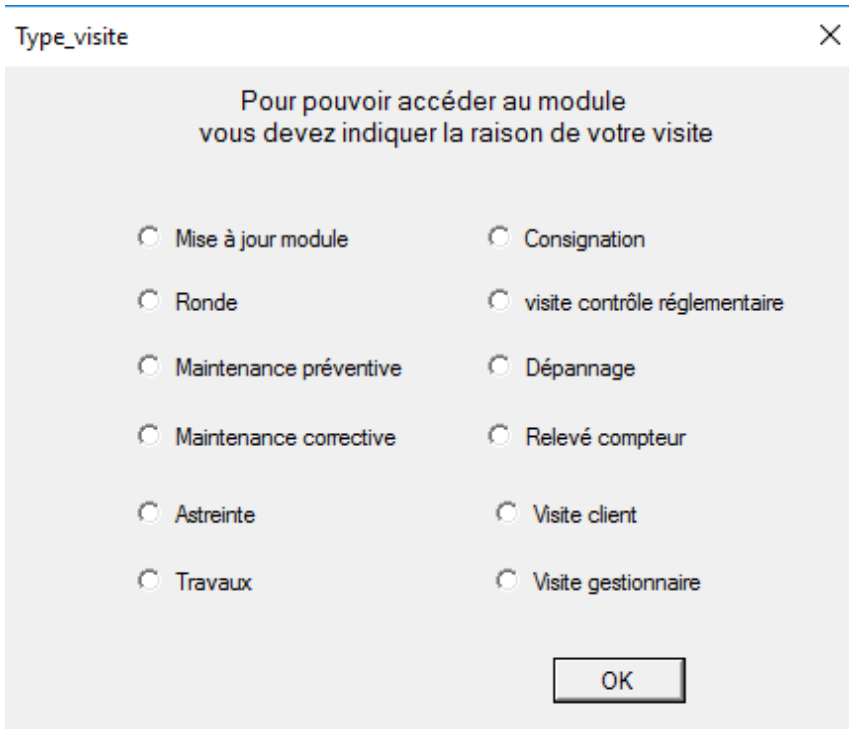 Type_visite
Pour pouvoir accéder au module
vous devez indiquer la raison de votre visite
Mise à jour module
Consignation
Ronde
visite contrôle réglementaire
Maintenance préventive
Dépannage
Maintenance corrective
Relevé compteur
Astreinte
Visite client
Travaux
Visite gestionnaire
OK